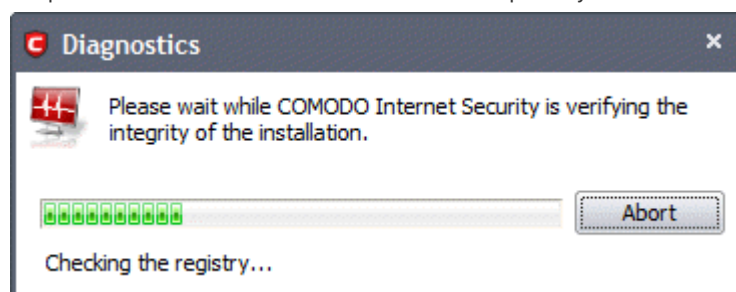 Diagnostics
Please wait while COMODO Internet Security is verifying the
integrity of the installation.
Abort
Checking the registry...